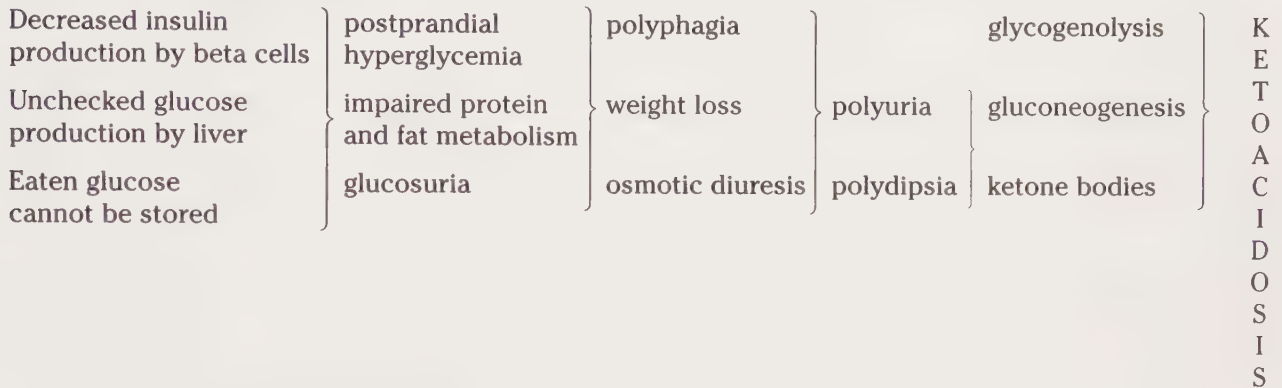 Decreased insulin
production by beta cells
Unchecked glucose
production by liver
Eaten glucose
cannot be stored
postprandial
hyperglycemia
impaired protein
and fat metabolism
glucosuria
polyphagia
weight loss
osmotic diuresis
polyuria
polydipsia
glycogenolysis
gluconeogenesis
ketone bodies
K
E
T
O
A
C
I
D
O
S
I
S